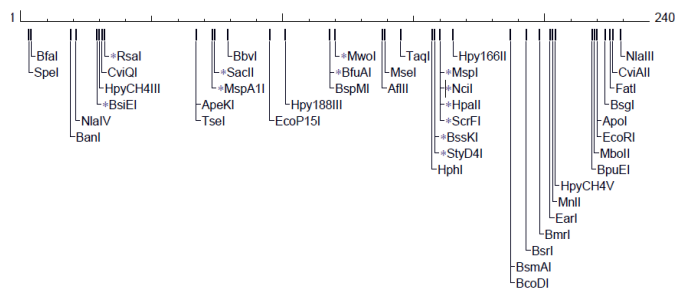 1 240
BfaI *RsaI BbvI *MwoI TaqI Hpy166II NlaIII
SpeI CviQI *SacII *BfuAI MseI *MspI CviAII
HpyCH4III *MspA1I BspMI AflII *NciI FatI
*BsiEI ApeKI Hpy188III *HpaII BsgI
NlaIV TseI EcoP15I *ScrFI ApoI
BanI *BssKI EcoRI
*StyD4I MboII
HphI BpuEI
HpyCH4V
MnlI
EarI
BmrI
BsrI
BsmAI
BcoDI